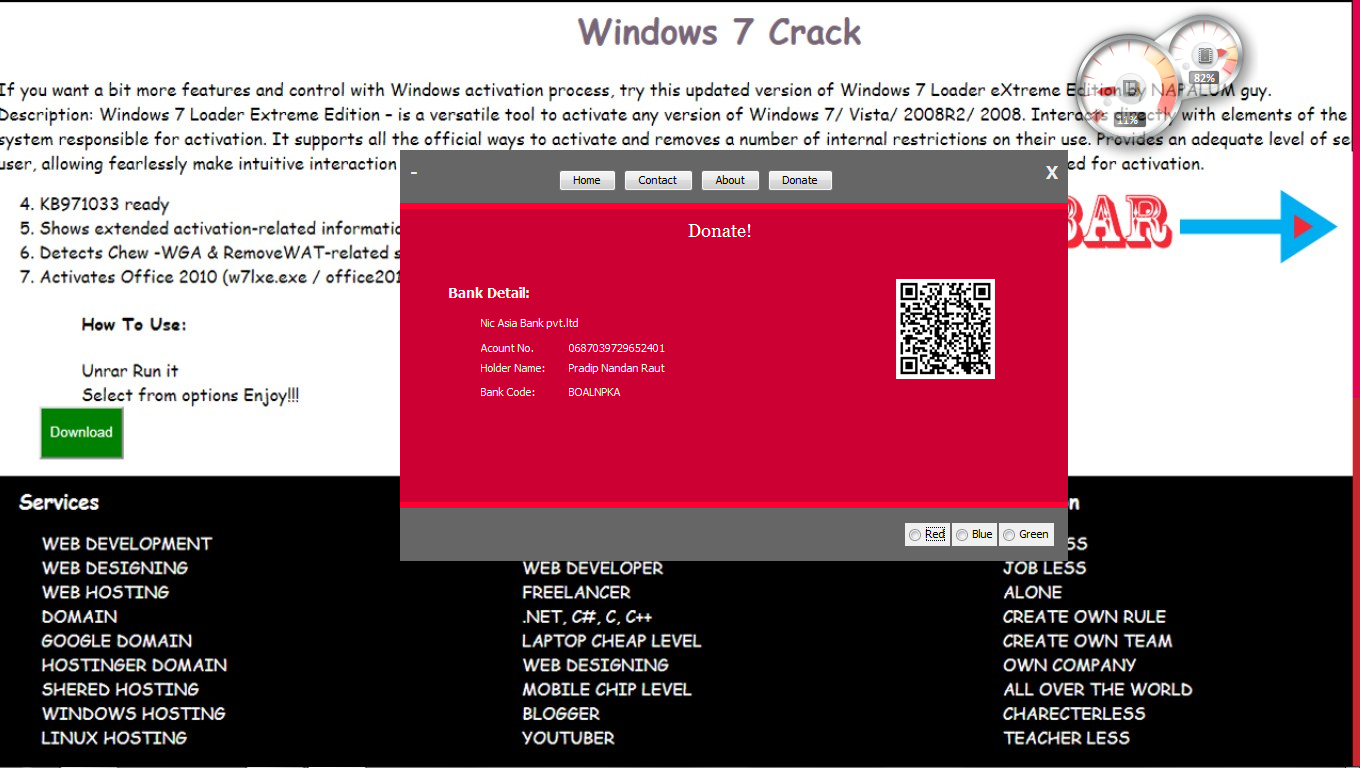 Windows 7 Crack
If you want a bit more features and control with Windows activation process, try this updated version of Windows 7 Loader eXtreme Edition by NAPALUM guy.
Description: Windows 7 Loader Extreme Edition – is a versatile tool to activate any version of Windows 7/ Vista/ 2008R2/ 2008. Interacts directly with elements of the
system responsible for activation. It supports all the official ways to activate and removes a number of internal restrictions on their use. Provides an adequate level of se
user, allowing fearlessly make intuitive interaction ed for activation.
82%
11%
4. KB971033 ready
5. Shows extended activation-related informatio
6. Detects Chew -WGA & RemoveWAT-related s
7. Activates Office 2010 (w7lxe.exe / office201
BAR
How To Use:
Unrar Run it
Select from options Enjoy!!!
Download
-
Home Contact About Donate
X
Donate!
Bank Detail:
Nic Asia Bank pvt.ltd
Acount No. 0687039729652401
Holder Name: Pradip Nandan Raut
Bank Code: BOALNPKA
Red Blue Green
Services
WEB DEVELOPMENT
WEB DESIGNING
WEB HOSTING
DOMAIN
GOOGLE DOMAIN
HOSTINGER DOMAIN
SHERED HOSTING
WINDOWS HOSTING
LINUX HOSTING
WEB DEVELOPER
FREELANCER
.NET, C#, C, C++
LAPTOP CHEAP LEVEL
WEB DESIGNING
MOBILE CHIP LEVEL
BLOGGER
YOUTUBER
n
SS
JOB LESS
ALONE
CREATE OWN RULE
CREATE OWN TEAM
OWN COMPANY
ALL OVER THE WORLD
CHARECTERLESS
TEACHER LESS